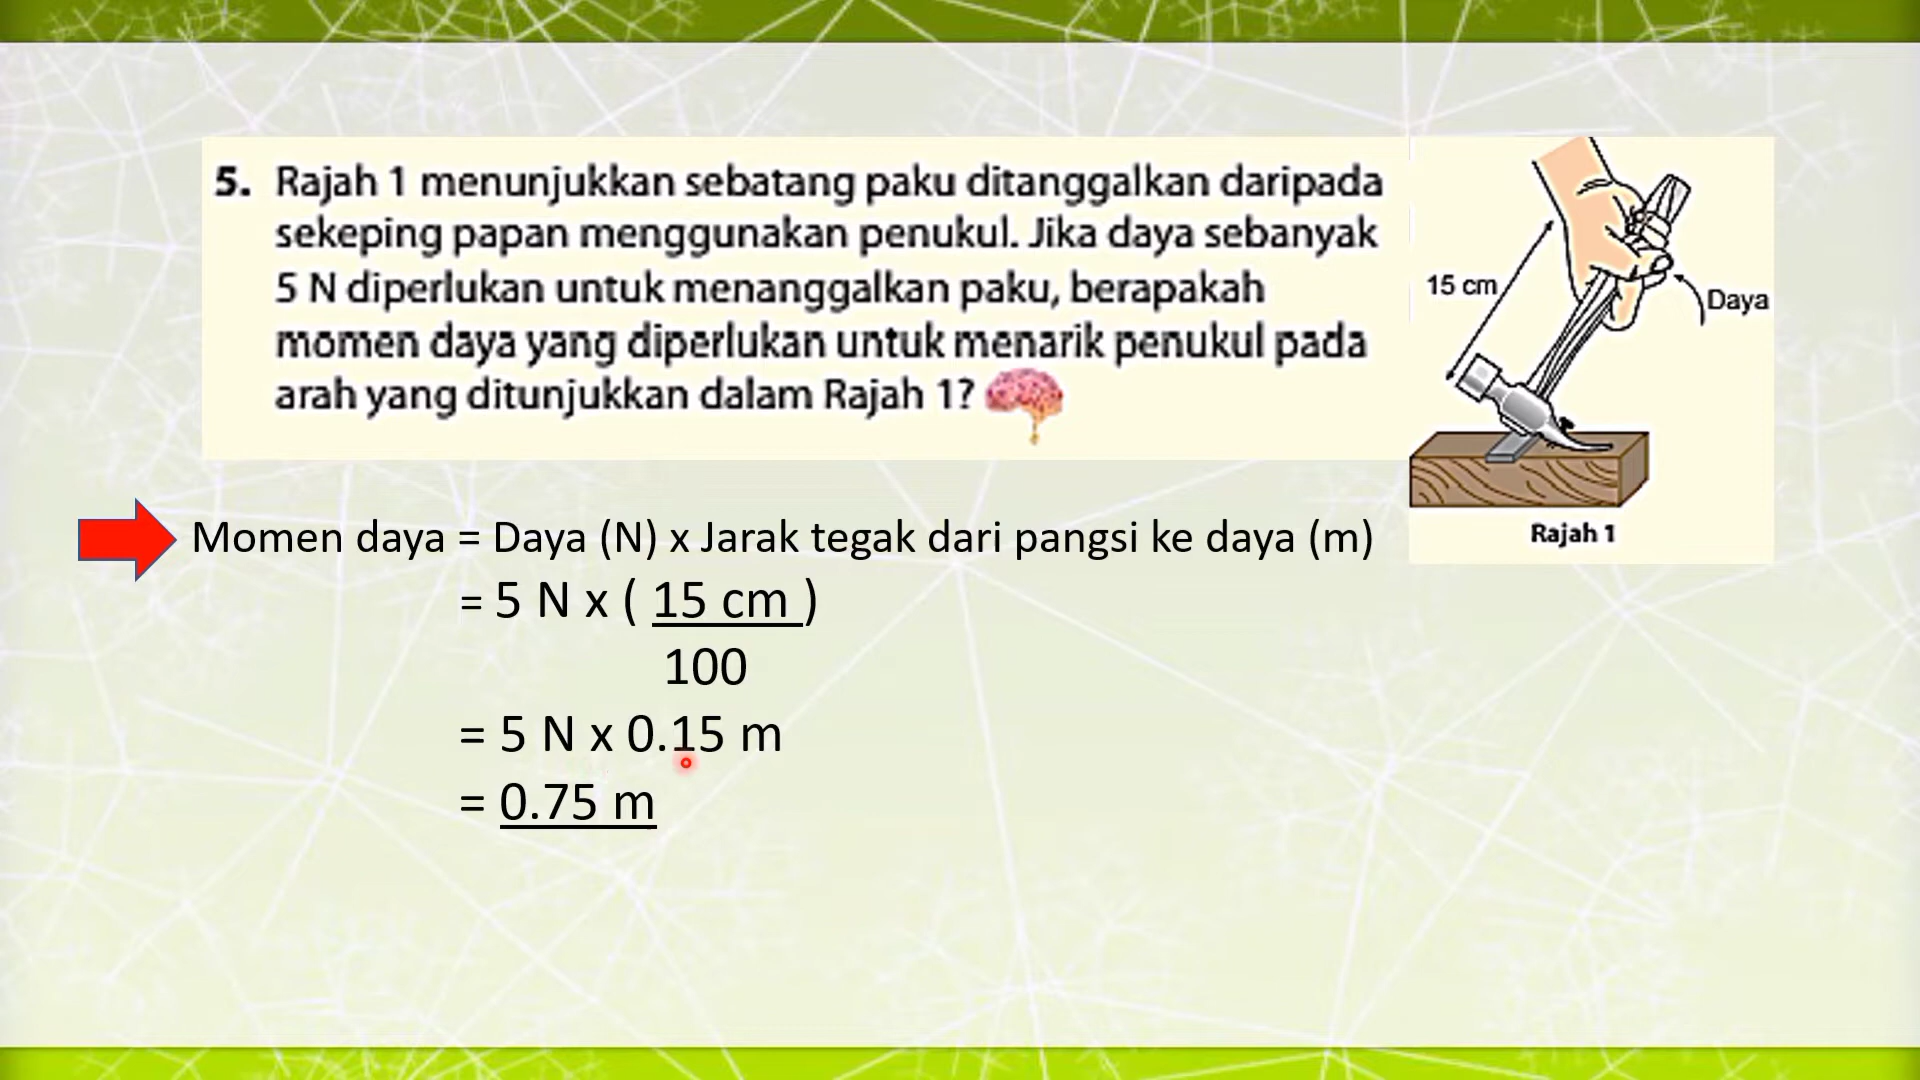 5. Rajah 1 menunjukkan sebatang paku ditanggalkan daripada
sekeping papan menggunakan penukul. Jika daya sebanyak
5 N diperlukan untuk menanggalkan paku, berapakah
momen daya yang diperlukan untuk menarik penukul pada
arah yang ditunjukkan dalam Rajah 1?
15 cm
Daya
Rajah 1
Momen daya = Daya (N) x Jarak tegak dari pangsi ke daya (m)
= 5 N x ( 15 cm )
100
= 5 N x 0.15 m
= 0.75 m